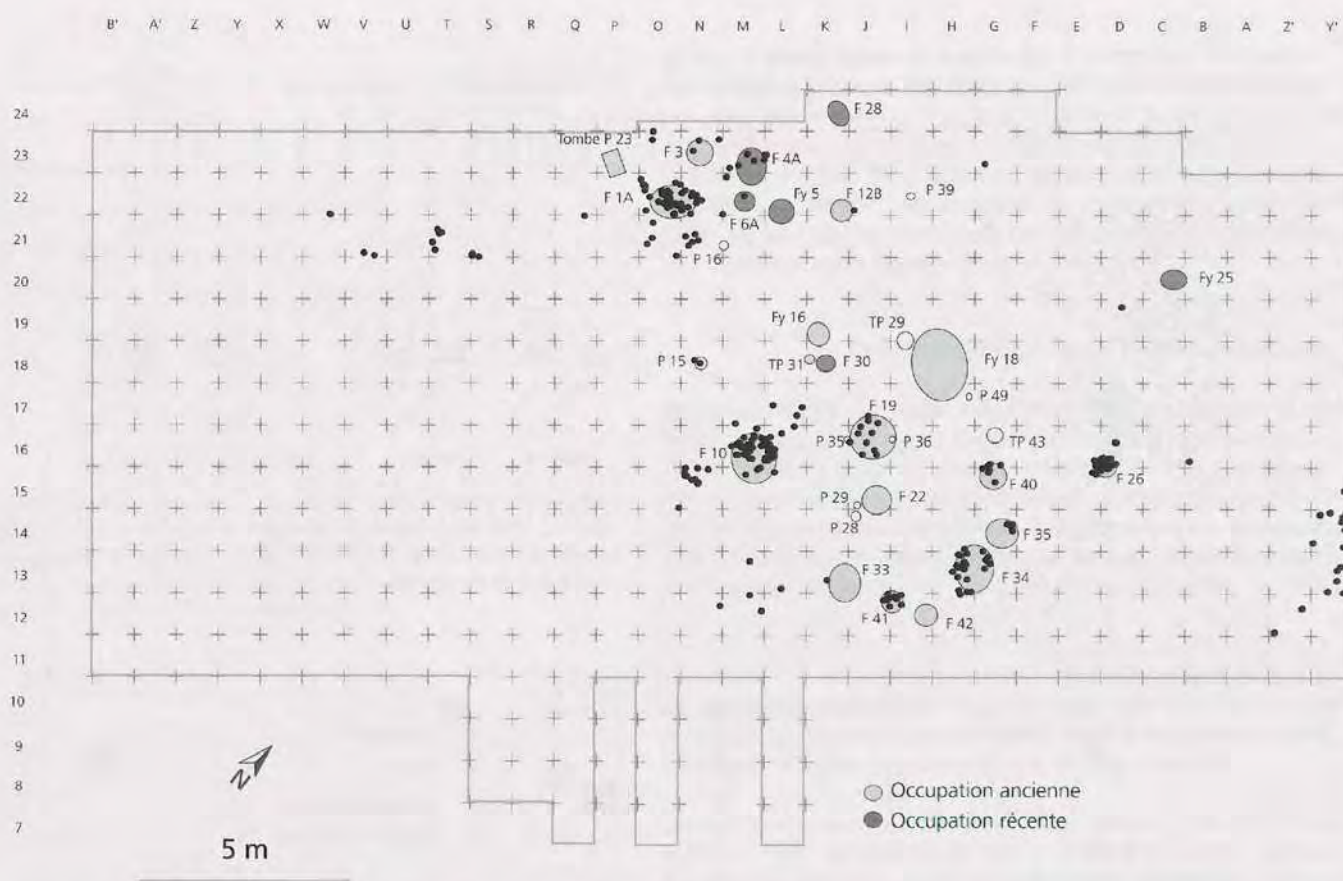 B' A' Z Y X W V U T S R Q P O N M L K J I H G F E D C B A Z' Y'
24
F 28
23
Tombe P 23
F 3
F 4A
22
F 1A
Fy 5
F 12B
P 39
F 6A
21
P 16
20
Fy 25
19
Fy 16
TP 29
18
P 15
TP 31
F 30
Fy 18
P 49
17
F 19
16
P 35
P 36
TP 43
F 10
F 40
F 26
15
P 29
F 22
P 28
14
F 35
13
F 33
F 34
12
F 41
F 42
11
10
9
8
7
N
Occupation ancienne
Occupation récente
5 m